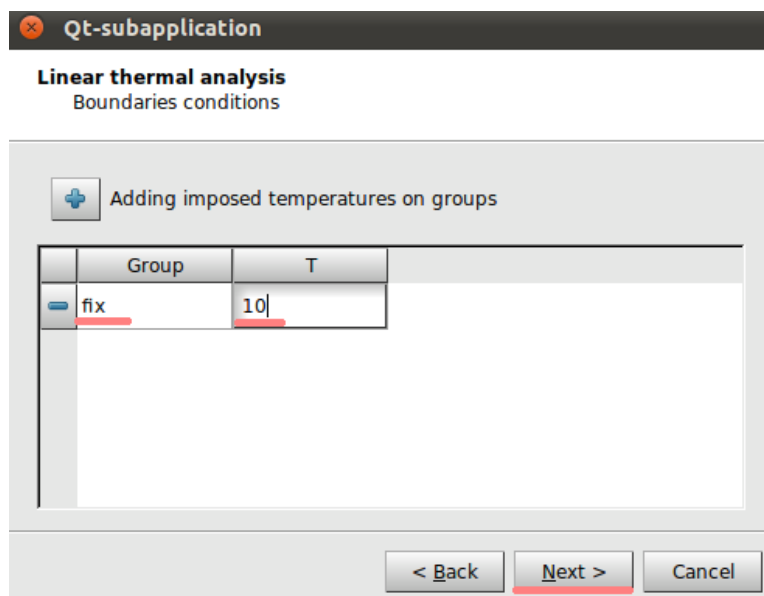 Qt-subapplication
Linear thermal analysis
Boundaries conditions
Adding imposed temperatures on groups
Group T
fix 10
< Back Next > Cancel